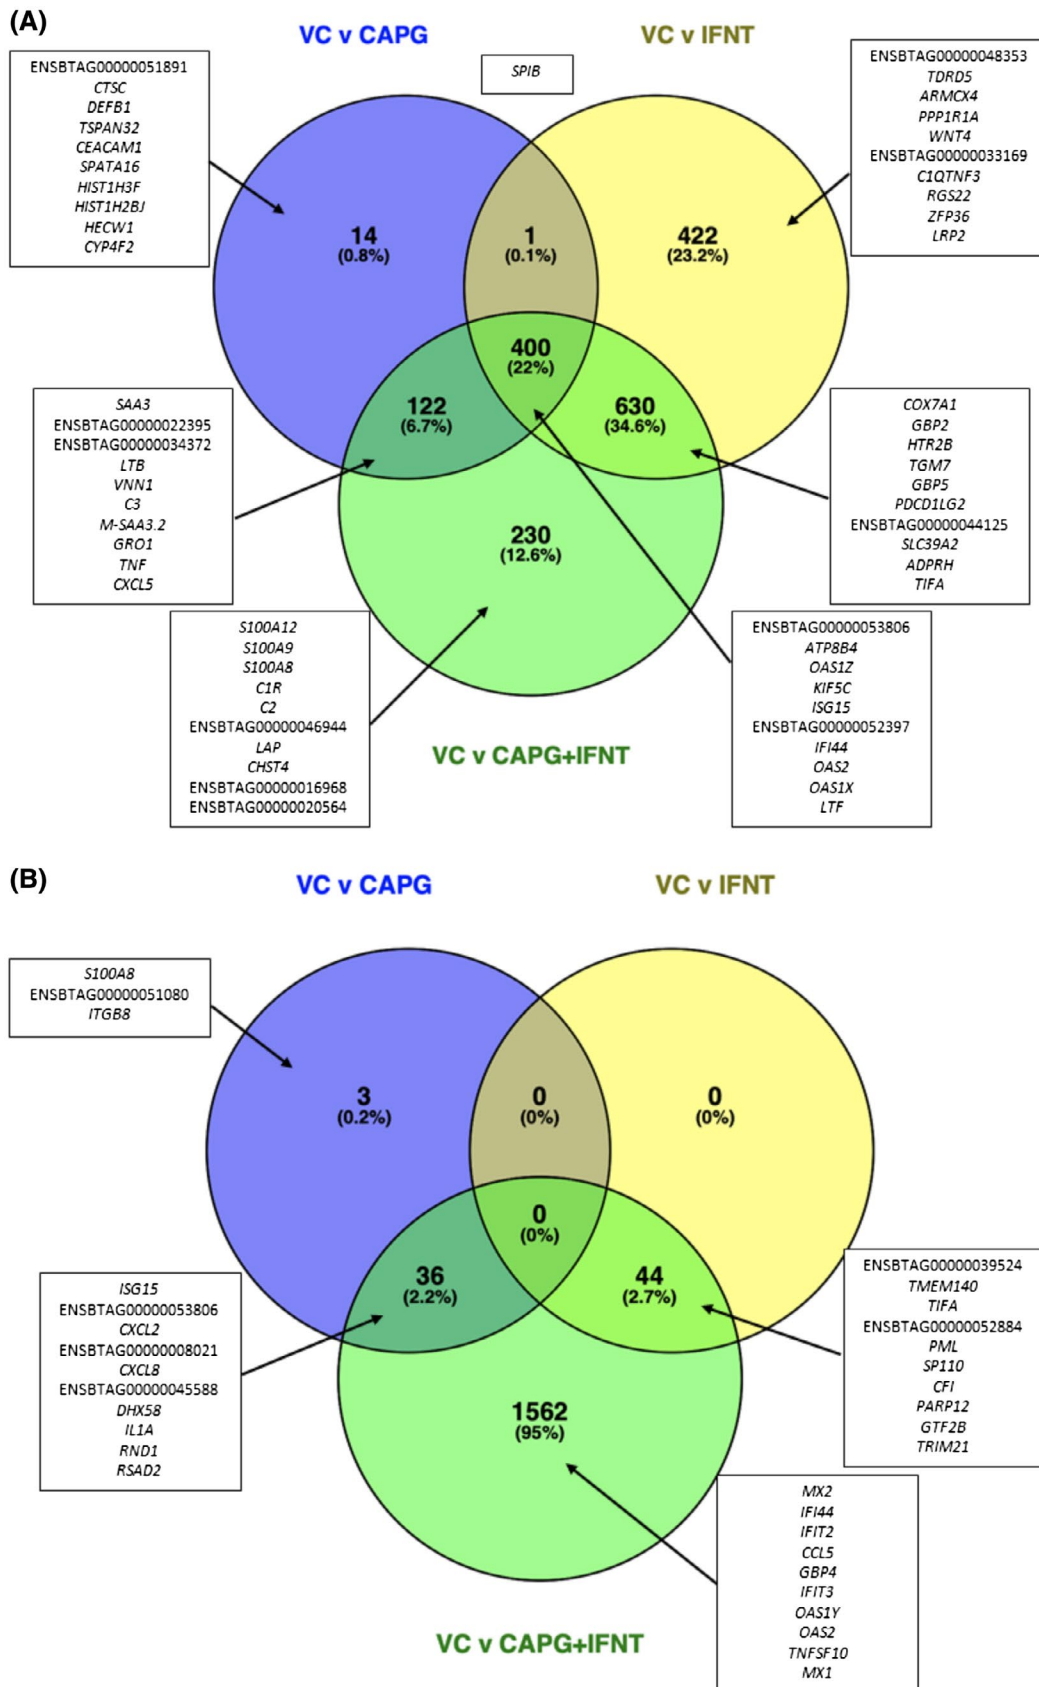 (A)
VC v CAPG
VC v IFNT
SPIB
ENSBTAG00000051891
CTSC
DEFB1
TSPAN32
CEACAM1
SPATA16
HIST1H3F
HIST1H2BJ
HECW1
CYP4F2
ENSBTAG00000048353
TDRD5
ARMCX4
PPP1R1A
WNT4
ENSBTAG00000033169
C1QTNF3
RGS22
ZFP36
LRP2
14
(0.8%)
1
(0.1%)
422
(23.2%)
400
(22%)
122
(6.7%)
630
(34.6%)
230
(12.6%)
SAA3
ENSBTAG00000022395
ENSBTAG00000034372
LTB
VNN1
C3
M-SAA3.2
GRO1
TNF
CXCL5
COX7A1
GBP2
HTR2B
TGM7
GBP5
PDCD1LG2
ENSBTAG00000044125
SLC39A2
ADPRH
TIFA
S100A12
S100A9
S100A8
C1R
C2
ENSBTAG00000046944
LAP
CHST4
ENSBTAG00000016968
ENSBTAG00000020564
VC v CAPG+IFNT
ENSBTAG00000053806
ATP8B4
OAS1Z
KIF5C
ISG15
ENSBTAG00000052397
IFI44
OAS2
OAS1X
LTF
(B)
VC v CAPG
VC v IFNT
S100A8
ENSBTAG00000051080
ITGB8
3
(0.2%)
0
(0%)
0
(0%)
0
(0%)
36
(2.2%)
44
(2.7%)
1562
(95%)
ISG15
ENSBTAG00000053806
CXCL2
ENSBTAG00000008021
CXCL8
ENSBTAG00000045588
DHX58
IL1A
RND1
RSAD2
ENSBTAG00000039524
TMEM140
TIFA
ENSBTAG00000052884
PML
SP110
CFI
PARP12
GTF2B
TRIM21
VC v CAPG+IFNT
MX2
IFI44
IFIT2
CCL5
GBP4
IFIT3
OAS1Y
OAS2
TNFSF10
MX1